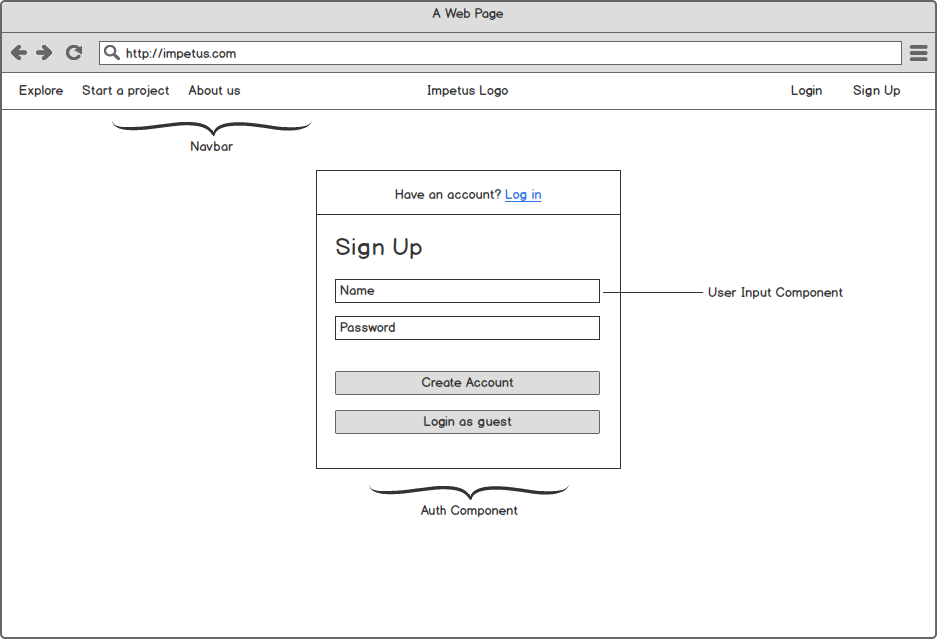 A Web Page
http://impetus.com
Explore Start a project About us Impetus Logo Login Sign Up
Navbar
Have an account? Log in
Sign Up
Name
User Input Component
Password
Create Account
Login as guest
Auth Component